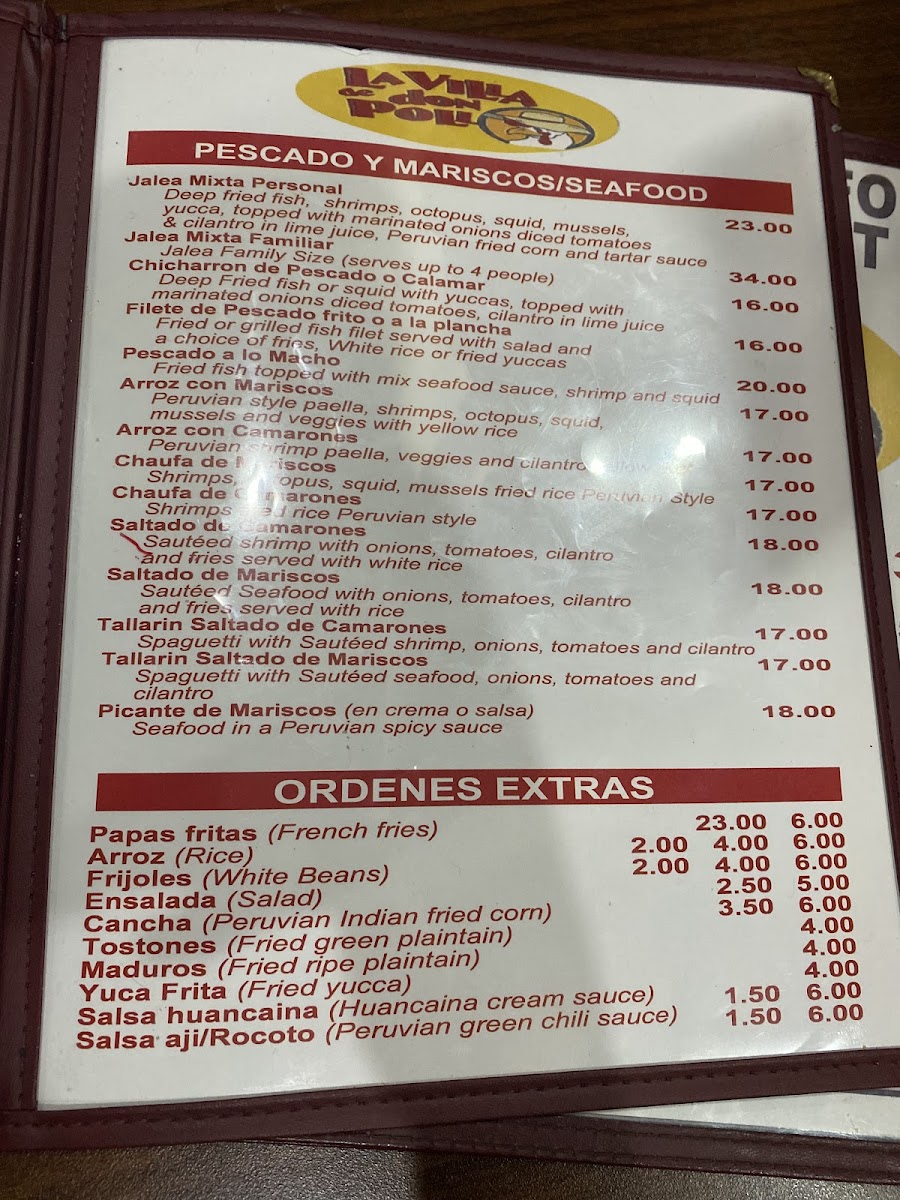 LA VILLA
de don
POLLO
PESCADO Y MARISCOS/SEAFOOD
Jalea Mixta Personal 23.00
Deep fried fish, shrimps, octopus, squid, mussels,
yucca, topped with marinated onions diced tomatoes
& cilantro in lime juice, Peruvian fried corn and tartar sauce
Jalea Mixta Familiar 34.00
Jalea Family Size (serves up to 4 people)
Chicharron de Pescado o Calamar 16.00
Deep Fried fish or squid with yuccas, topped with
marinated onions diced tomatoes, cilantro in lime juice
Filete de Pescado frito o a la plancha 16.00
Fried or grilled fish filet served with salad and
a choice of fries, White rice or fried yuccas
Pescado a lo Macho 20.00
Fried fish topped with mix seafood sauce, shrimp and squid
Arroz con Mariscos 17.00
Peruvian style paella, shrimps, octopus, squid,
mussels and veggies with yellow rice
Arroz con Camarones 17.00
Peruvian shrimp paella, veggies and cilantro
Chaufa de Mariscos 17.00
Shrimps, octopus, squid, mussels fried rice Peruvian Style
Chaufa de Camarones 17.00
Shrimps fried rice Peruvian style
Saltado de Camarones 18.00
Sautéed shrimp with onions, tomatoes, cilantro
and fries served with white rice
Saltado de Mariscos 18.00
Sautéed Seafood with onions, tomatoes, cilantro
and fries served with rice
Tallarin Saltado de Camarones 17.00
Spaguetti with Sautéed shrimp, onions, tomatoes and cilantro
Tallarin Saltado de Mariscos 17.00
Spaguetti with Sautéed seafood, onions, tomatoes and
cilantro
Picante de Mariscos (en crema o salsa) 18.00
Seafood in a Peruvian spicy sauce
ORDENES EXTRAS
Papas fritas (French fries) 23.00 6.00
Arroz (Rice) 2.00 4.00 6.00
Frijoles (White Beans) 2.00 4.00 6.00
Ensalada (Salad) 2.50 5.00
Cancha (Peruvian Indian fried corn) 3.50 6.00
Tostones (Fried green plaintain) 4.00
Maduros (Fried ripe plaintain) 4.00
Yuca Frita (Fried yucca) 4.00
Salsa huancaina (Huancaina cream sauce) 1.50 6.00
Salsa aji/Rocoto (Peruvian green chili sauce) 1.50 6.00
FO
T